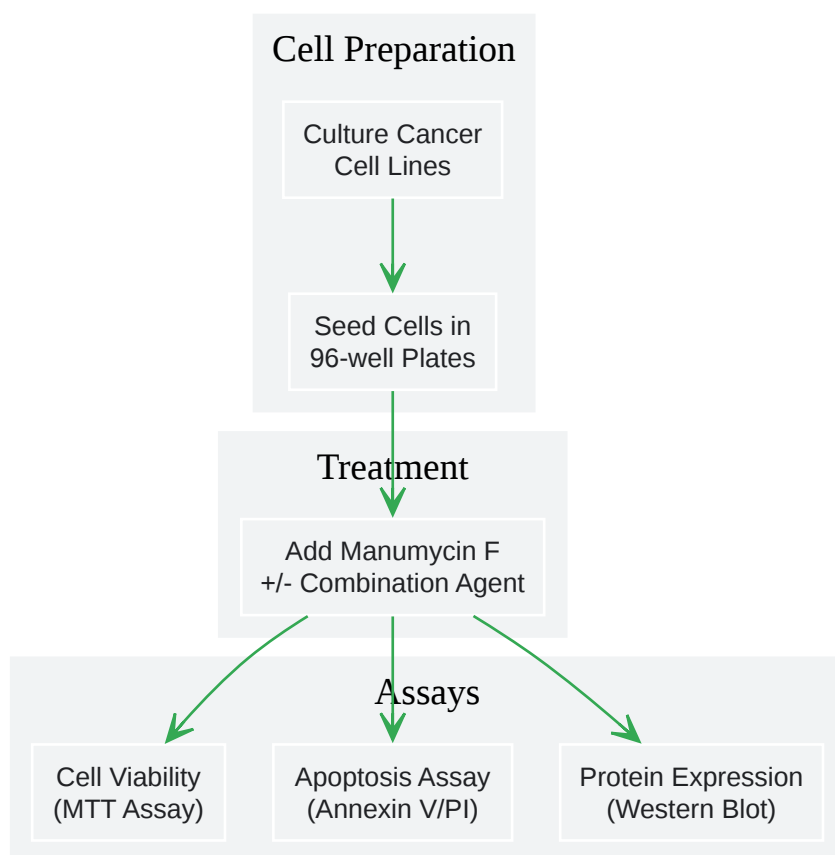 Cell Preparation
Culture Cancer
Cell Lines
Seed Cells in
96-well Plates
Treatment
Add Manumycin F
+/- Combination Agent
Assays
Cell Viability
(MTT Assay)
Apoptosis Assay
(Annexin V/PI)
Protein Expression
(Western Blot)